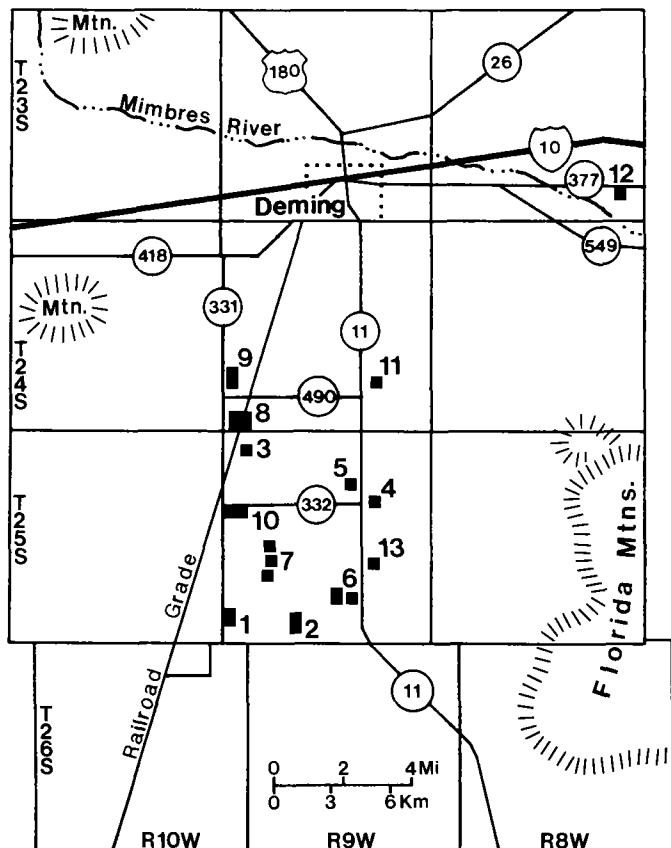 Mtn.
T23S
180
26
Mimbres River
10
377
12
Deming
549
418
Mtn.
331
11
T24S
9
11
490
8
3
5
4
T25S
332
10
13
7
6
1
2
Railroad Grade
Florida Mtns.
11
T26S
0 2 4 Mi
0 3 6 Km
R10W R9W R8W